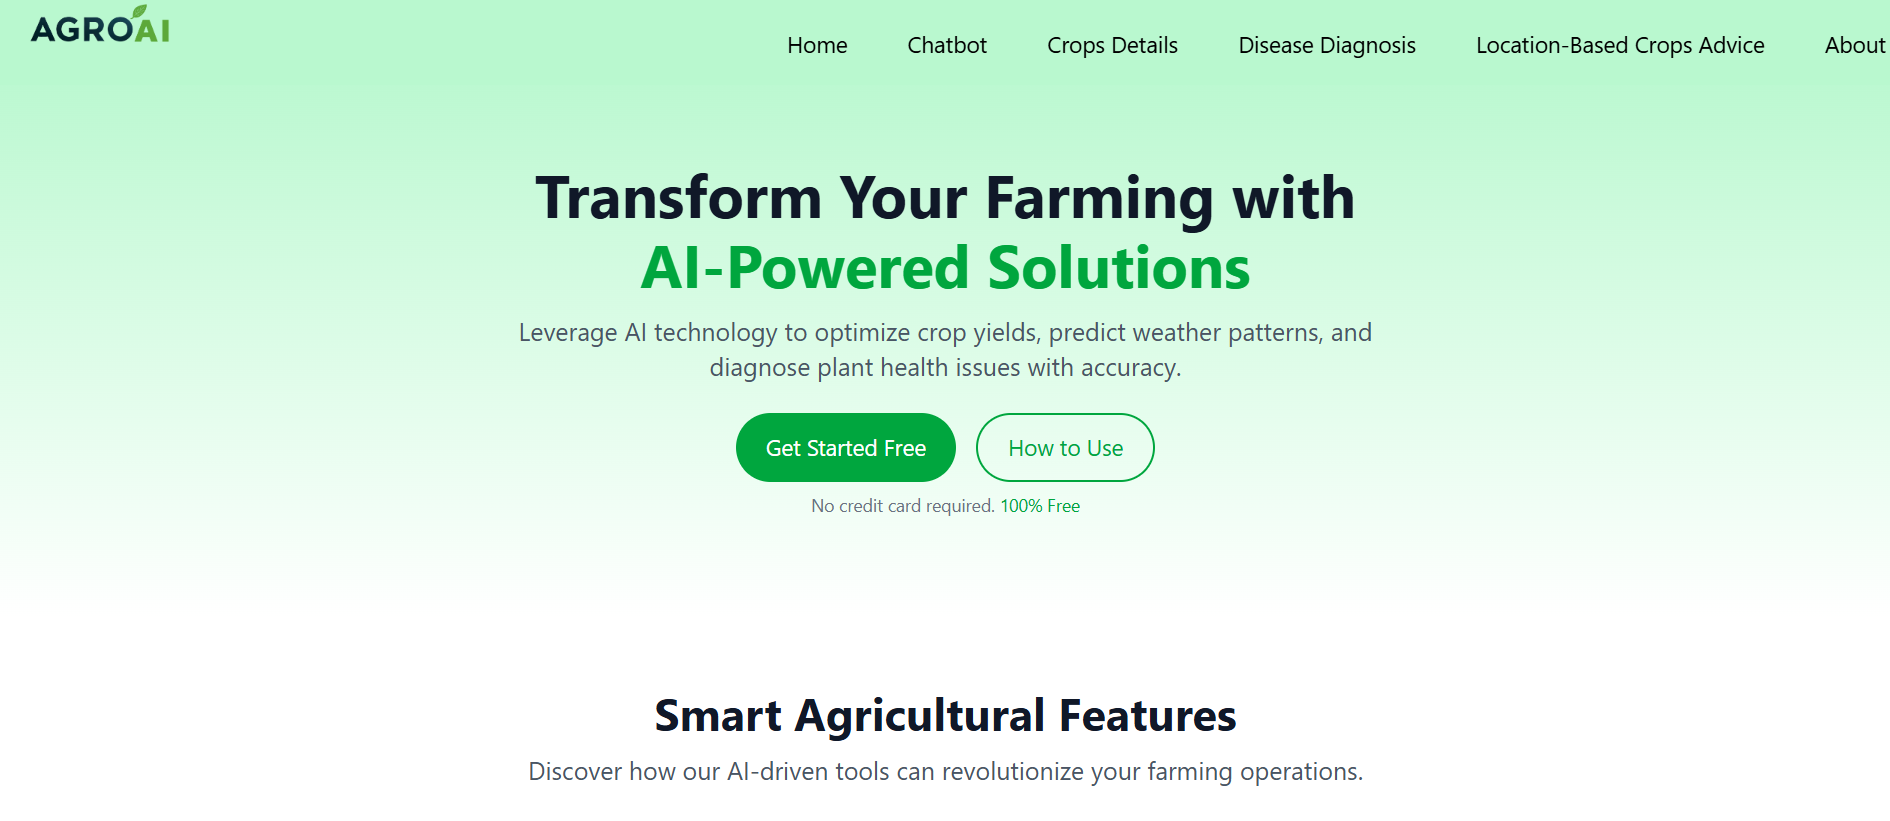 AGROAI
Home Chatbot Crops Details Disease Diagnosis Location-Based Crops Advice About
Transform Your Farming with
AI-Powered Solutions
Leverage AI technology to optimize crop yields, predict weather patterns, and
diagnose plant health issues with accuracy.
Get Started Free How to Use
No credit card required. 100% Free
Smart Agricultural Features
Discover how our AI-driven tools can revolutionize your farming operations.